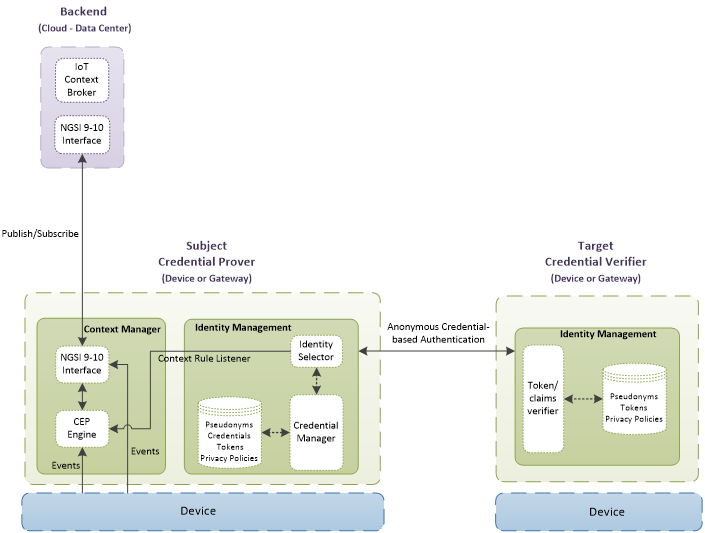 Backend
(Cloud - Data Center)
IoT
Context
Broker
NGSI 9-10
Interface
Publish/Subscribe
Subject
Credential Prover
(Device or Gateway)
Target
Credential Verifier
(Device or Gateway)
Context Manager
NGSI 9-10
Interface
CEP
Engine
Events
Events
Identity Management
Context Rule Listener
Identity
Selector
Pseudonyms
Credentials
Tokens
Privacy Policies
Credential
Manager
Anonymous Credential-
based Authentication
Identity Management
Token/
claims
verifier
Pseudonyms
Tokens
Privacy Policies
Device
Device